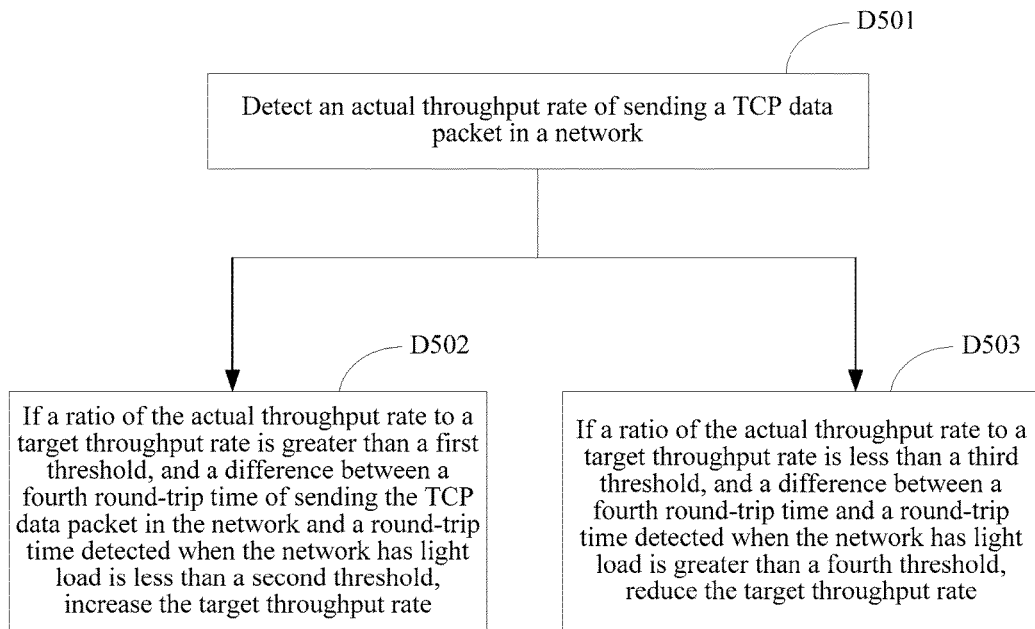 D501
Detect an actual throughput rate of sending a TCP data
packet in a network
D502
If a ratio of the actual throughput rate to a
target throughput rate is greater than a first
threshold, and a difference between a
fourth round-trip time of sending the TCP
data packet in the network and a round-trip
time detected when the network has light
load is less than a second threshold,
increase the target throughput rate
D503
If a ratio of the actual throughput rate to a
target throughput rate is less than a third
threshold, and a difference between a
fourth round-trip time and a round-trip
time detected when the network has light
load is greater than a fourth threshold,
reduce the target throughput rate